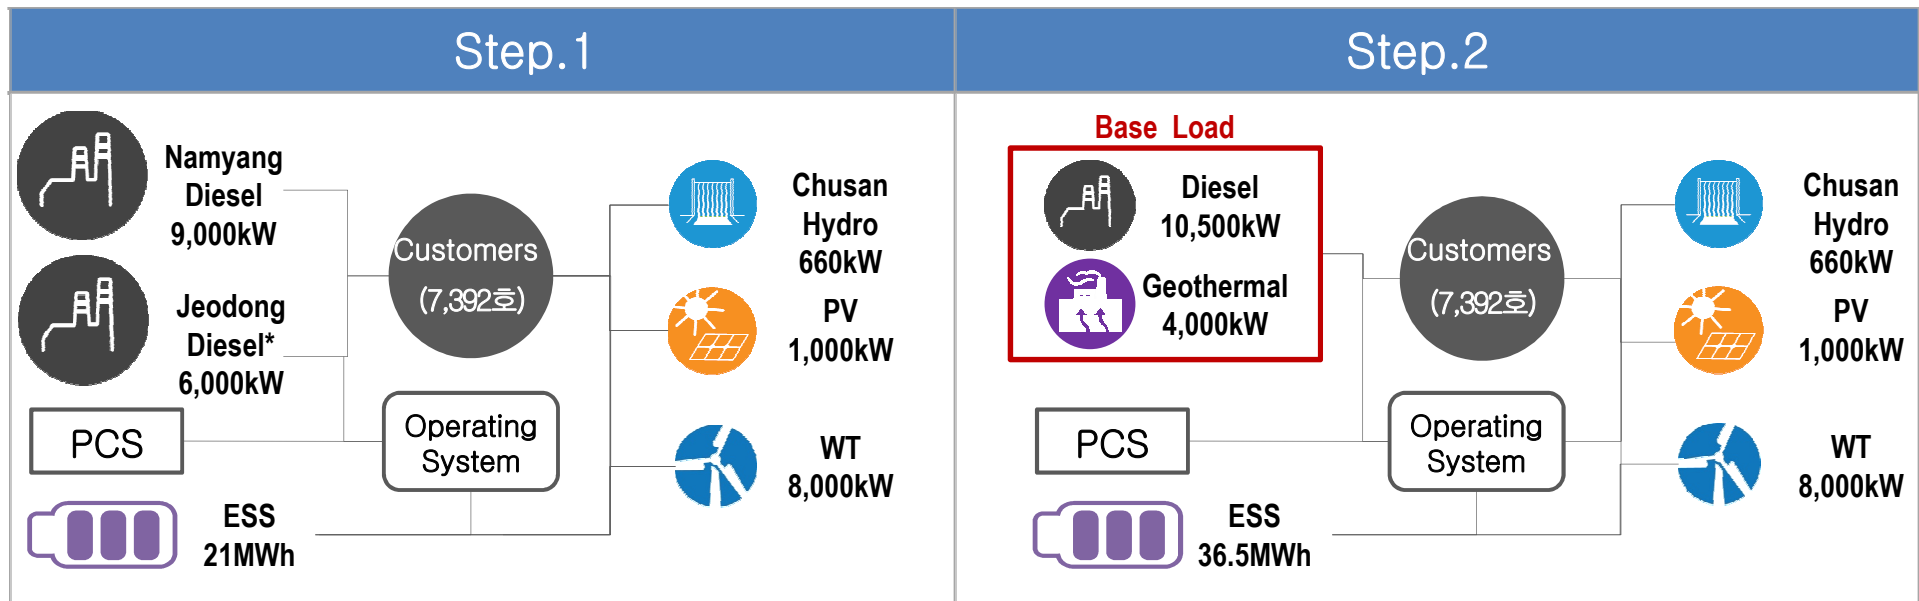 Step.1
Namyang
Diesel
9,000kW
Jeodong
Diesel*
6,000kW
PCS
ESS
21MWh
Customers
(7,392호)
Operating
System
Chusan
Hydro
660kW
PV
1,000kW
WT
8,000kW
Step.2
Base Load
Diesel
10,500kW
Geothermal
4,000kW
PCS
ESS
36.5MWh
Customers
(7,392호)
Operating
System
Chusan
Hydro
660kW
PV
1,000kW
WT
8,000kW